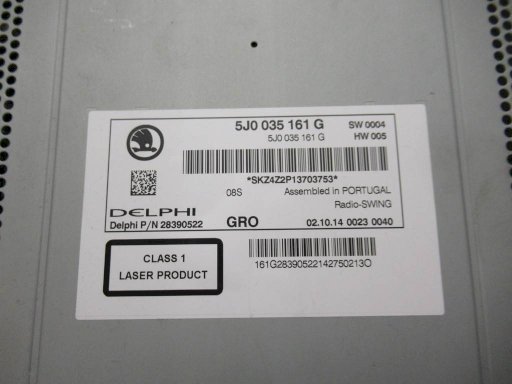 5J0 035 161 G SW 0004
5J0 035 161 G HW 005
*SKZ4Z2P13703753*
08S Assembled in PORTUGAL
Radio-SWING
DELPHI
Delphi P/N 28390522 GRO 02.10.14 0023 0040
CLASS 1
LASER PRODUCT
161G28390522142750213O